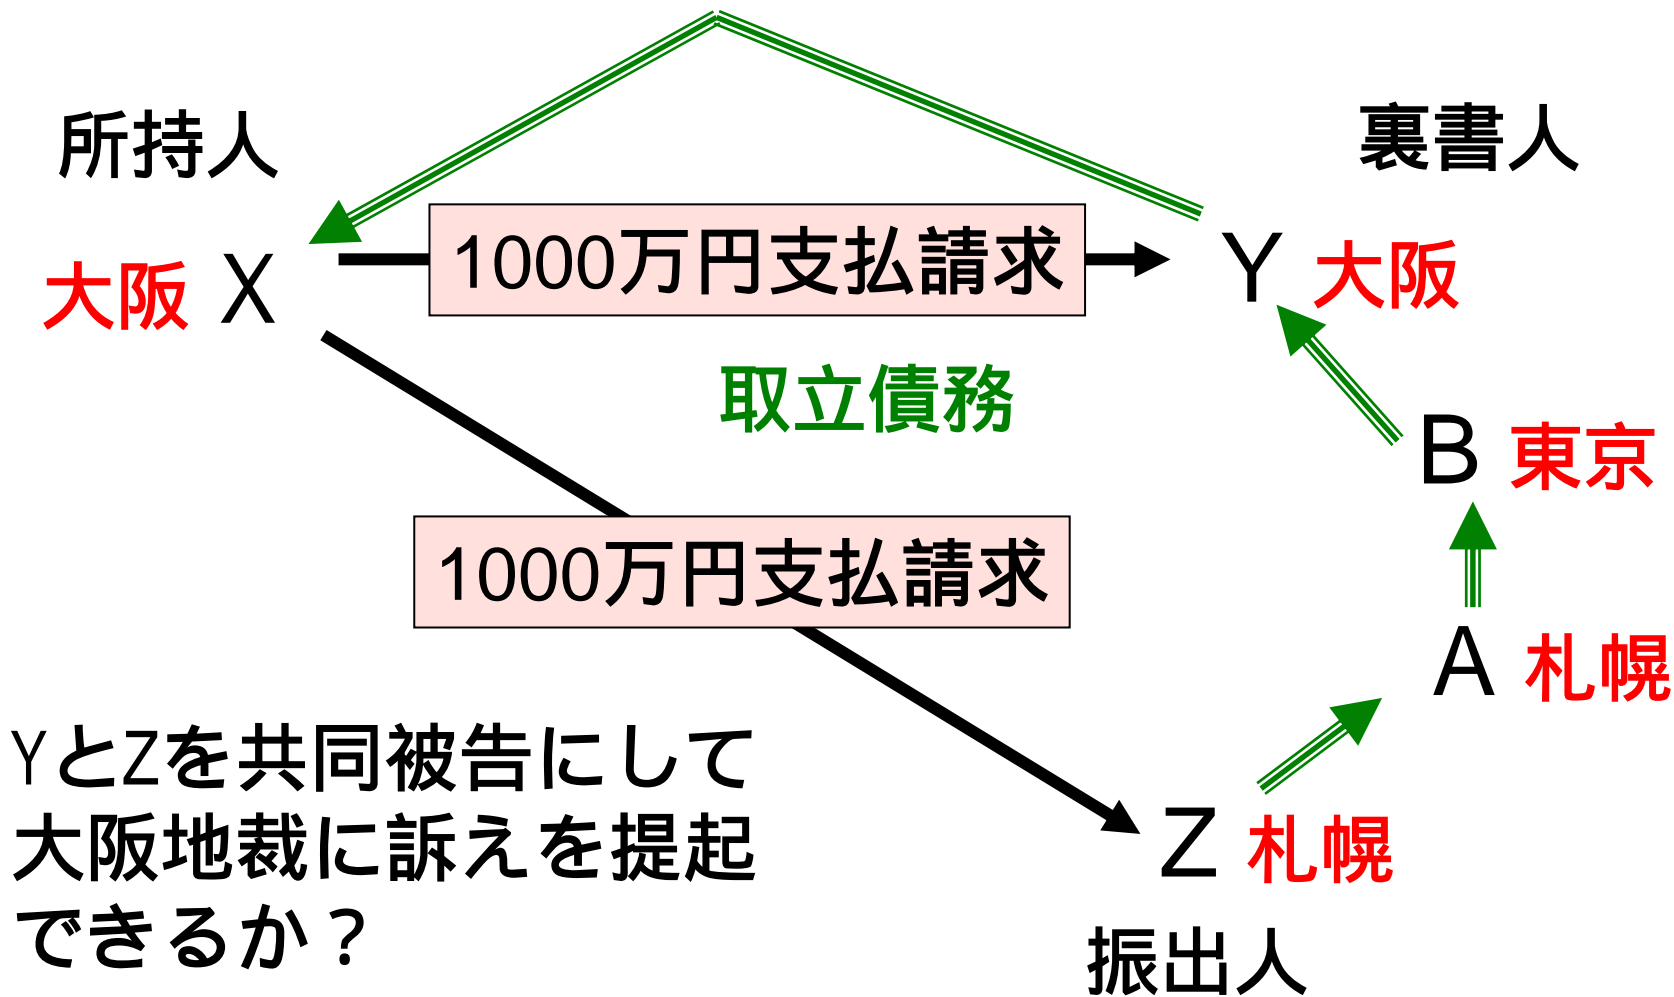 所持人
裏書人
1000万円支払請求
大阪 X
Y 大阪
取立債務
B 東京
1000万円支払請求
A 札幌
YとZを共同被告にして
大阪地裁に訴えを提起
できるか？
Z 札幌
振出人